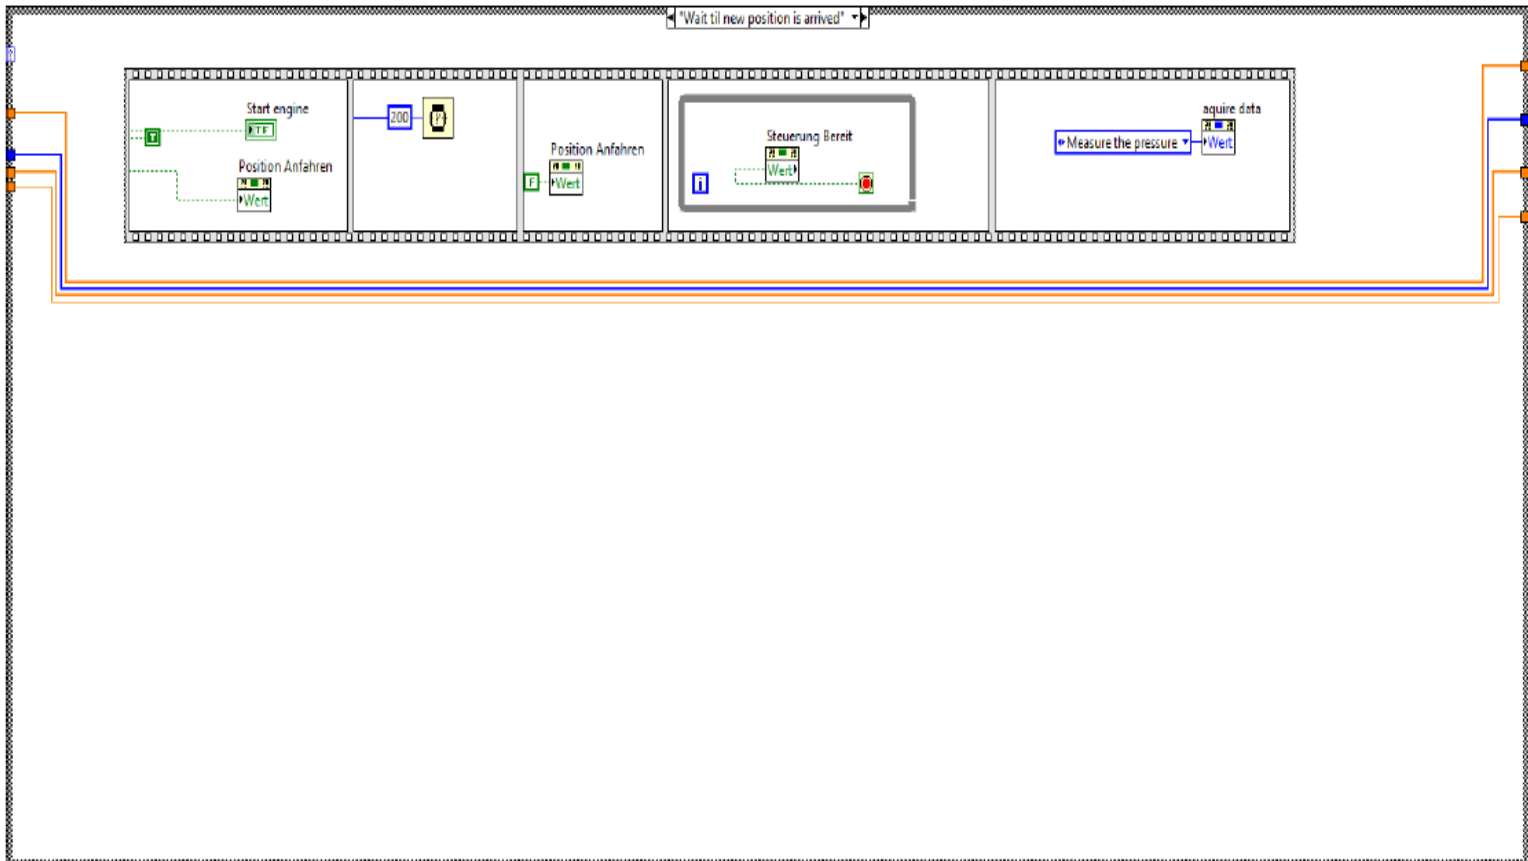 "Wait til new position is arrived"
Start engine
T
TF
Position Anfahren
Wert
200
Position Anfahren
F
Wert
Steuerung Bereit
Wert
i
aquire data
Measure the pressure
Wert